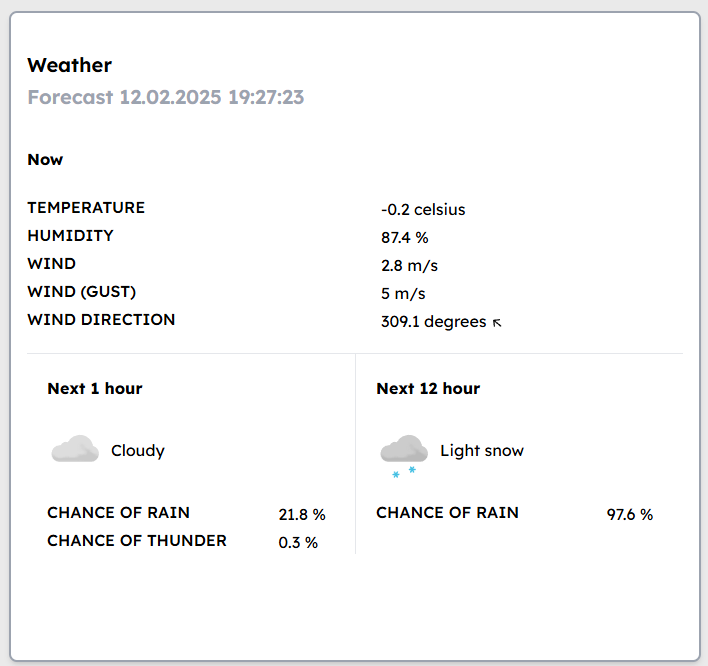 Weather
Forecast 12.02.2025 19:27:23
Now
TEMPERATURE -0.2 celsius
HUMIDITY 87.4 %
WIND 2.8 m/s
WIND (GUST) 5 m/s
WIND DIRECTION 309.1 degrees ↖
Next 1 hour
Cloudy
CHANCE OF RAIN 21.8 %
CHANCE OF THUNDER 0.3 %
Next 12 hour
Light snow
CHANCE OF RAIN 97.6 %